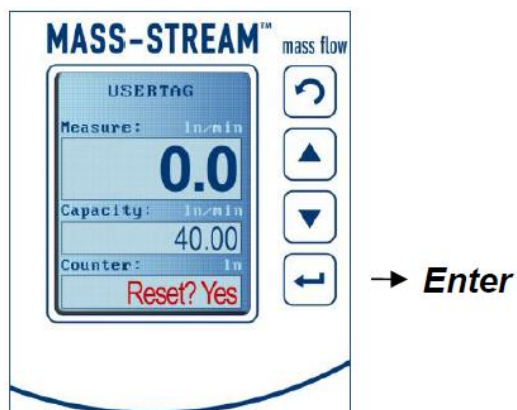 MASS-STREAM™ mass flow
USERTAG
Measure: ln/min
0.0
Capacity: ln/min
40.00
Counter: ln
Reset? Yes
Enter